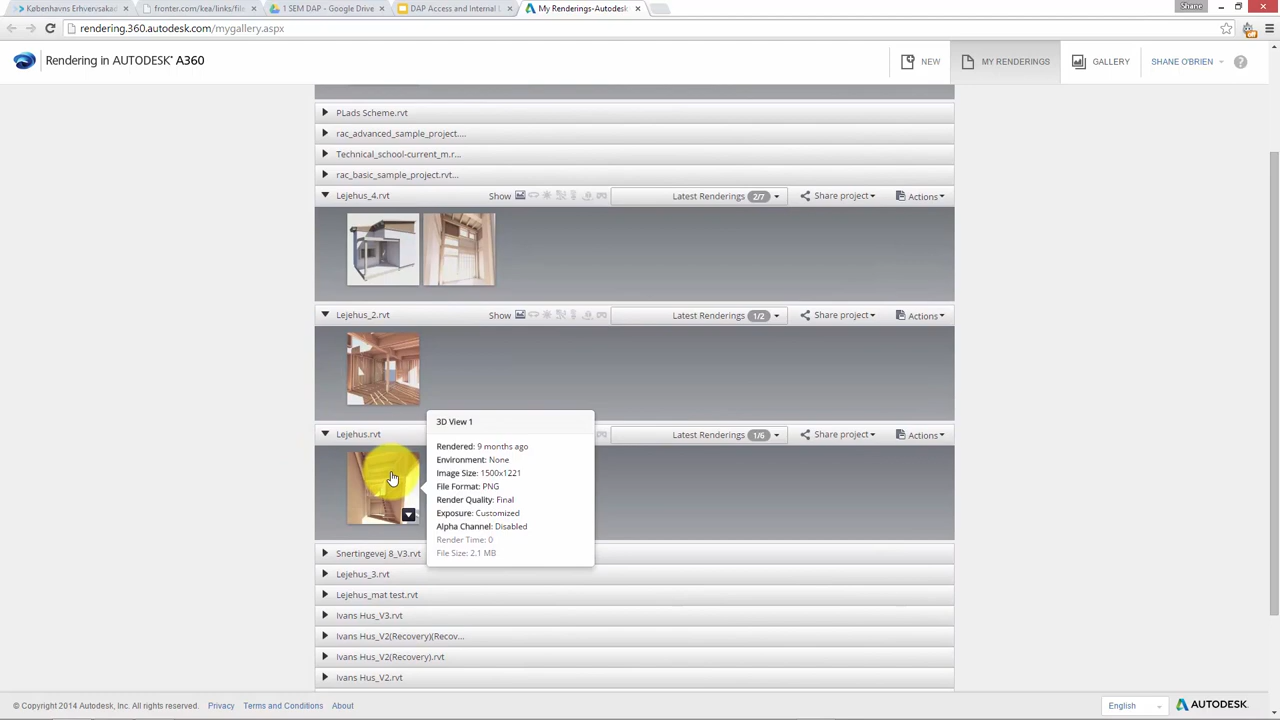 Københavns Erhvervsakad
fronter.com/kea/links/file
1 SEM DAP - Google Drive
DAP Access and Internal L
My Renderings-Autodesk
Shane
rendering.360.autodesk.com/mygallery.aspx
Rendering in AUTODESK® A360
NEW
MY RENDERINGS
GALLERY
SHANE O'BRIEN
PLads Scheme.rvt
rac_advanced_sample_project....
Technical_school-current_m.r...
rac_basic_sample_project.rvt...
Lejehus_4.rvt Show Latest Renderings 2/7 Share project Actions
Lejehus_2.rvt Show Latest Renderings 1/2 Share project Actions
Lejehus.rvt Latest Renderings 1/6 Share project Actions
3D View 1
Rendered: 9 months ago
Environment: None
Image Size: 1500x1221
File Format: PNG
Render Quality: Final
Exposure: Customized
Alpha Channel: Disabled
Render Time: 0
File Size: 2.1 MB
Snertingevej 8_V3.rvt
Lejehus_3.rvt
Lejehus_mat test.rvt
Ivans Hus_V3.rvt
Ivans Hus_V2(Recovery)(Recov...
Ivans Hus_V2(Recovery).rvt
Ivans Hus_V2.rvt
© Copyright 2014 Autodesk, Inc. All rights reserved. Privacy Terms and Conditions About
English
AUTODESK®